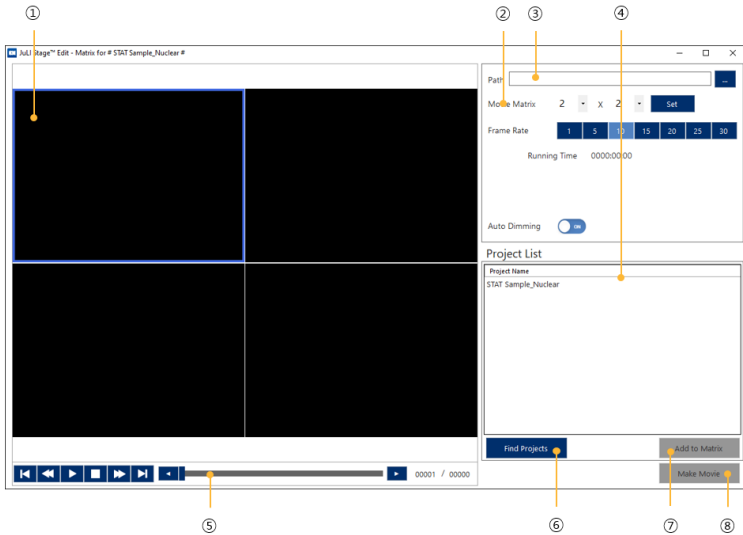 ① ② ③ ④
JuLI Stage™ Edit - Matrix for # STAT Sample_Nuclear #
Path ...
Movie Matrix 2 X 2 Set
Frame Rate 1 5 10 15 20 25 30
Running Time 0000:00:00
Auto Dimming ON
Project List
Project Name
STAT Sample_Nuclear
Find Projects Add to Matrix
00001 / 00000 Make Movie
⑤ ⑥ ⑦ ⑧